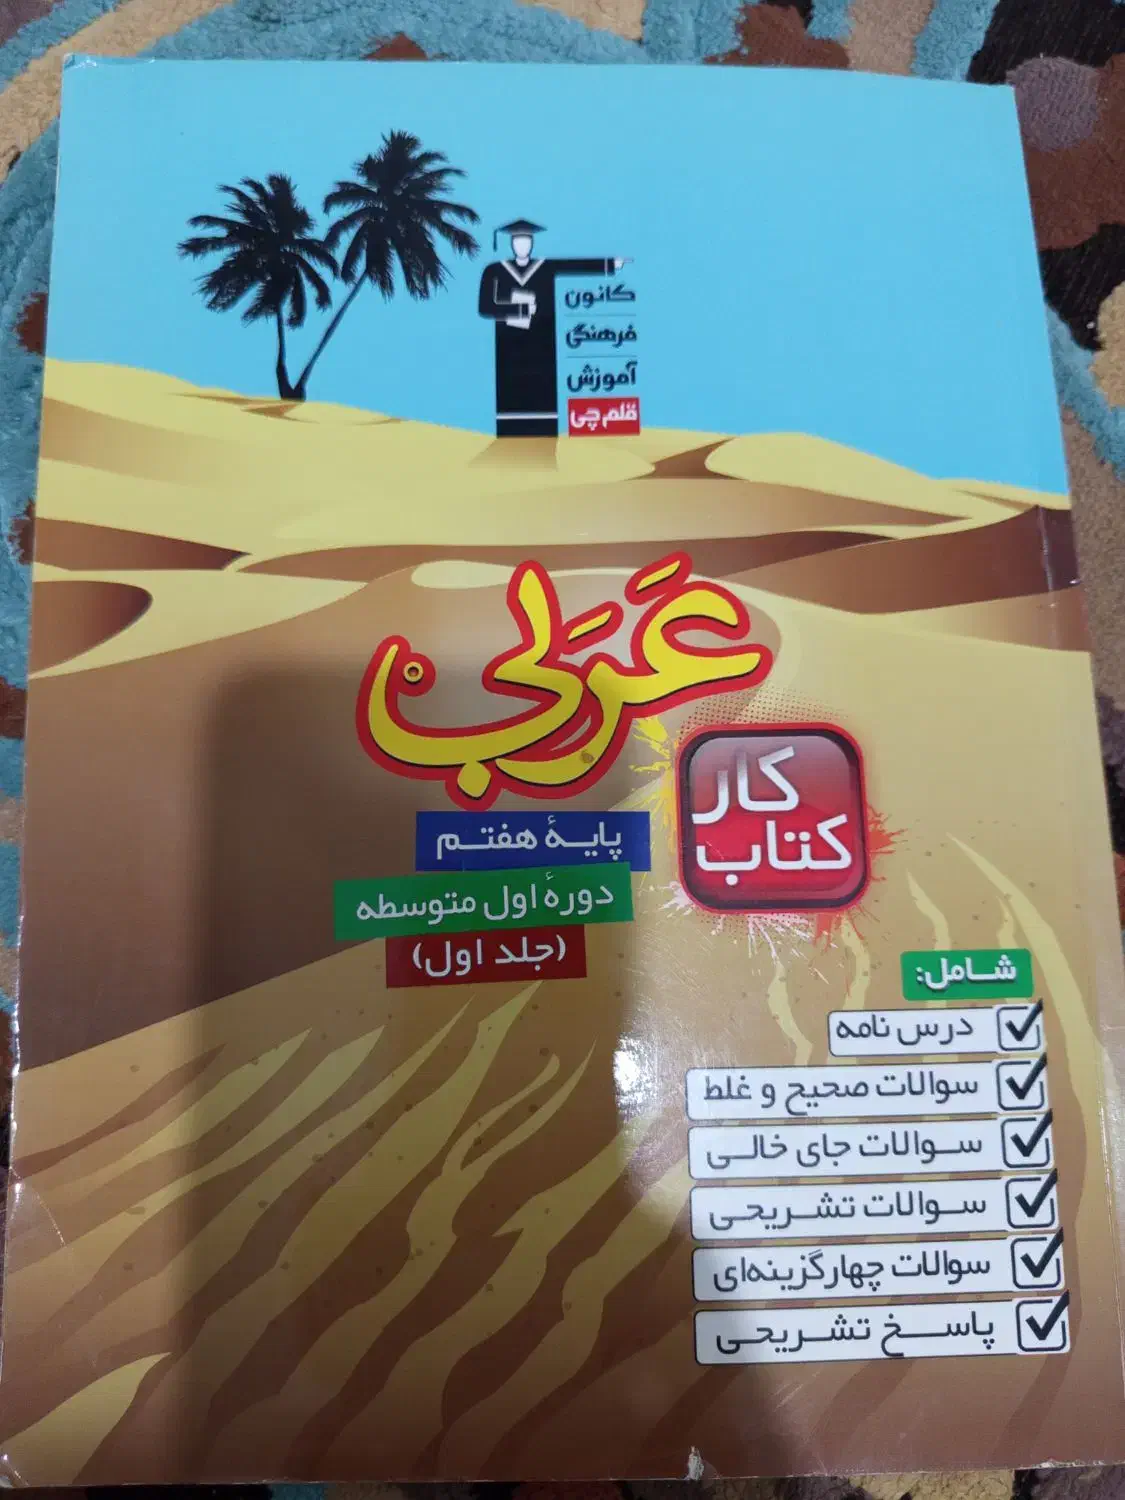 کانون
فرهنگی
آموزش
قلم‌چی
عَرَبی
کتاب
کار
پایهٔ هفتم
دورهٔ اول متوسطه
(جلد اول)
شامل:
درس نامه
سوالات صحیح و غلط
سوالات جای خالی
سوالات تشریحی
سوالات چهارگزینه‌ای
پاسخ تشریحی